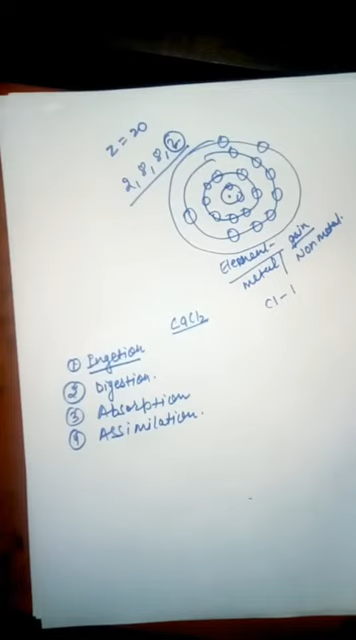 Z = 20
2, 8, 8, 2
Element-
metal / gain
Non metal.
Cl-1
CaCl2
① Ingetion
② Digestion.
③ Absorption
④ Assimilation.